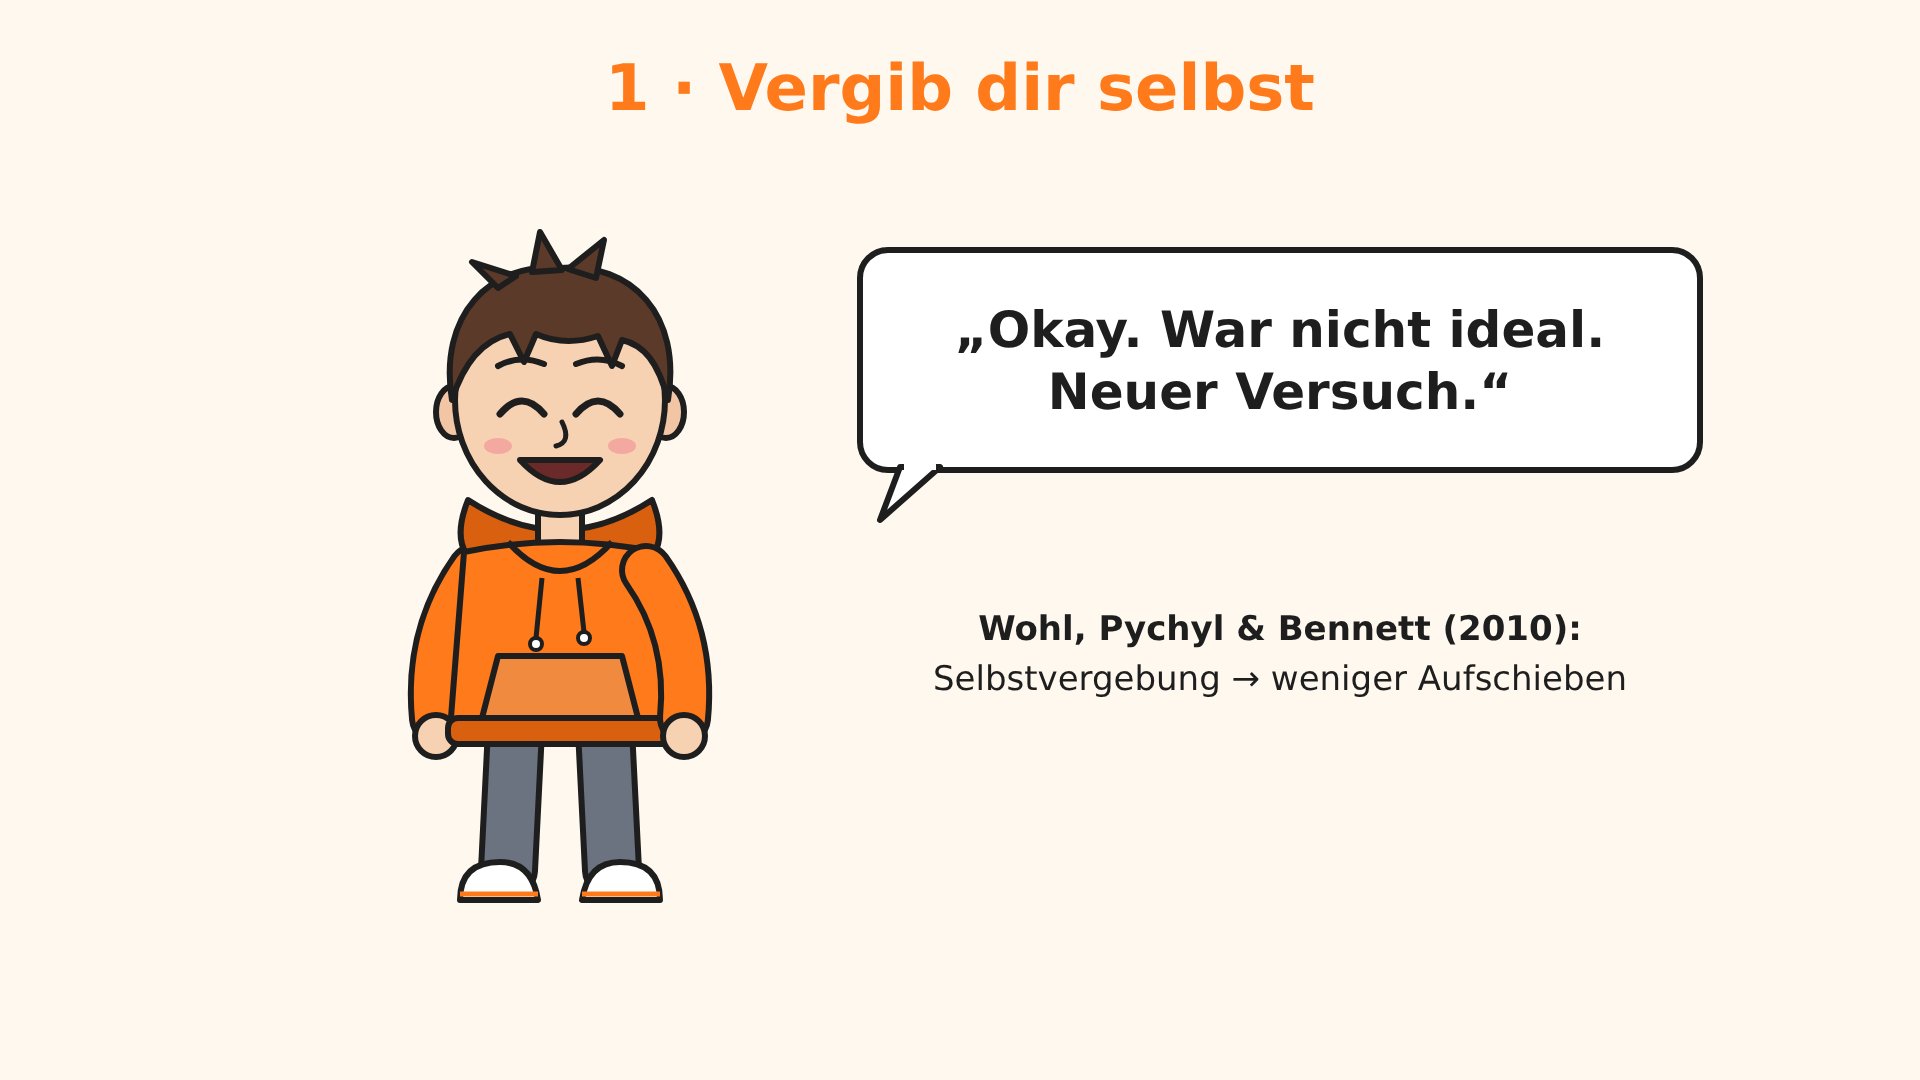 1 · Vergib dir selbst
„Okay. War nicht ideal.
Neuer Versuch.“
Wohl, Pychyl & Bennett (2010):
Selbstvergebung → weniger Aufschieben